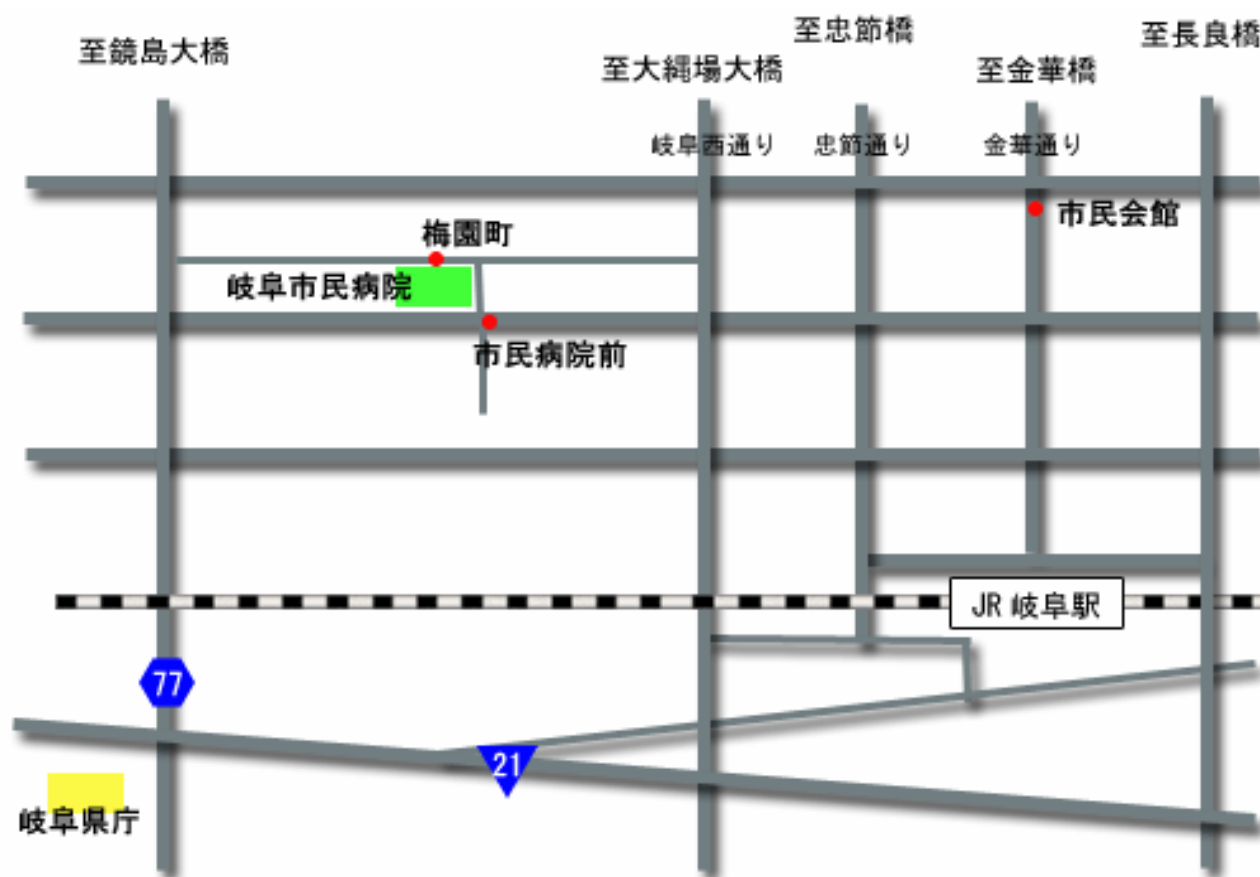 至鏡島大橋
至大縄場大橋
至忠節橋
至金華橋
至長良橋
岐阜西通り
忠節通り
金華通り
市民会館
梅園町
岐阜市民病院
市民病院前
JR 岐阜駅
77
21
岐阜県庁